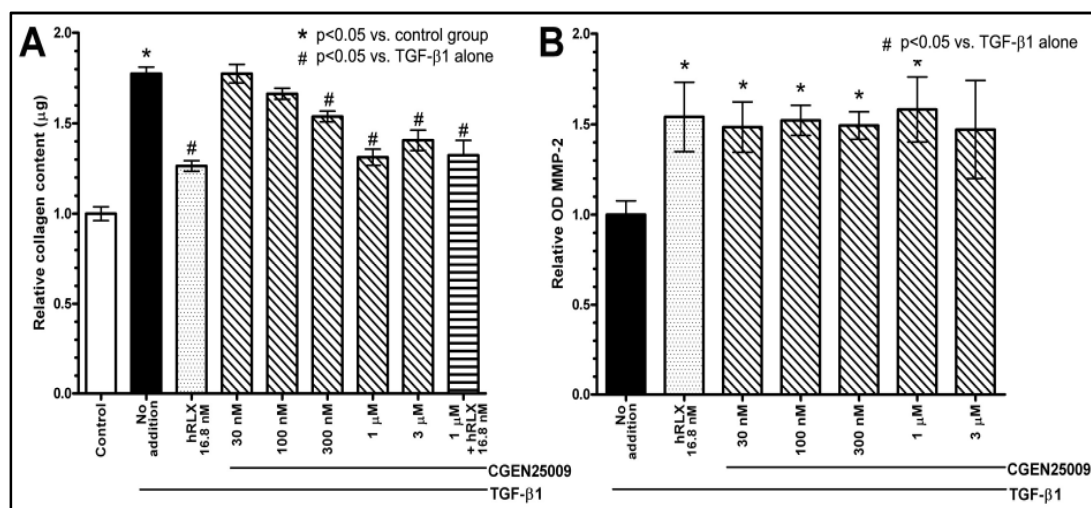 A
Relative collagen content (µg)
2.0
1.5
1.0
1.5
0.0
* p<0.05 vs. control group
# p<0.05 vs. TGF-β1 alone
*
#
#
#
#
#
Control
No
addition
hRLX
16.8 nM
30 nM
100 nM
300 nM
1 µM
3 µM
1 µM
+ hRLX 16.8 nM
CGEN25009
TGF-β1
B
Relative OD MMP-2
2.0
1.5
1.0
1.5
0.0
# p<0.05 vs. TGF-β1 alone
*
*
*
*
*
No
addition
hRLX
16.8 nM
30 nM
100 nM
300 nM
1 µM
3 µM
CGEN25009
TGF-β1